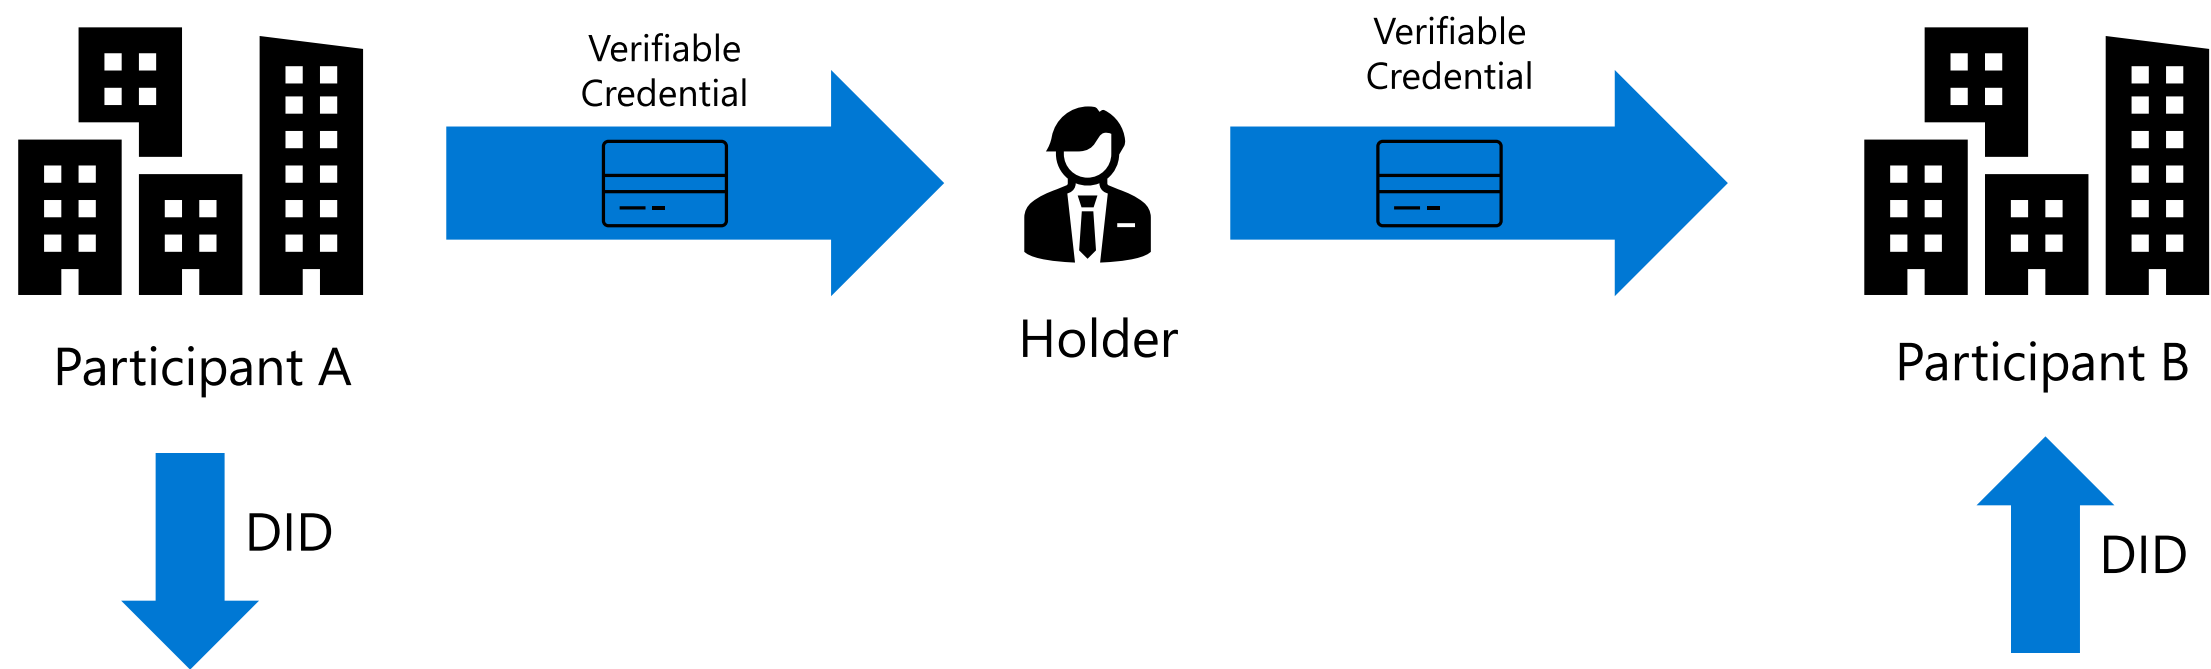 Verifiable
Credential
Verifiable
Credential
Holder
Participant A
Participant B
DID
DID